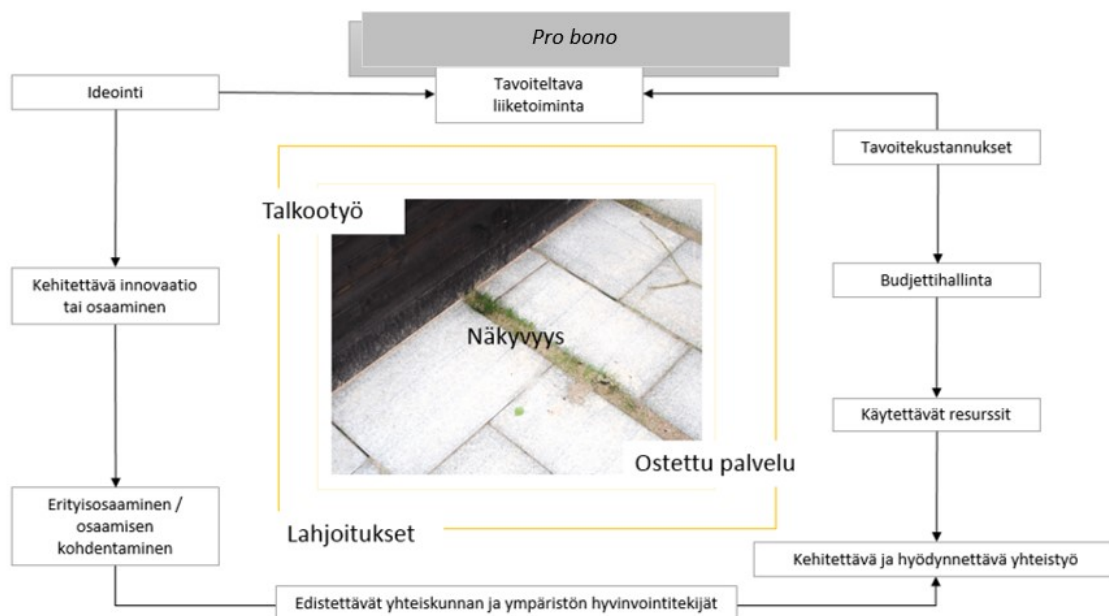 Pro bono
Ideointi
Tavoiteltava
liiketoiminta
Tavoitekustannukset
Talkootyö
Kehitettävä innovaatio
tai osaaminen
Budjettihallinta
Näkyvyys
Käytettävät resurssit
Ostettu palvelu
Erityisosaaminen /
osaamisen
kohdentaminen
Lahjoitukset
Kehitettävä ja hyödynnettävä yhteistyö
Edistettävät yhteiskunnan ja ympäristön hyvinvointitekijät